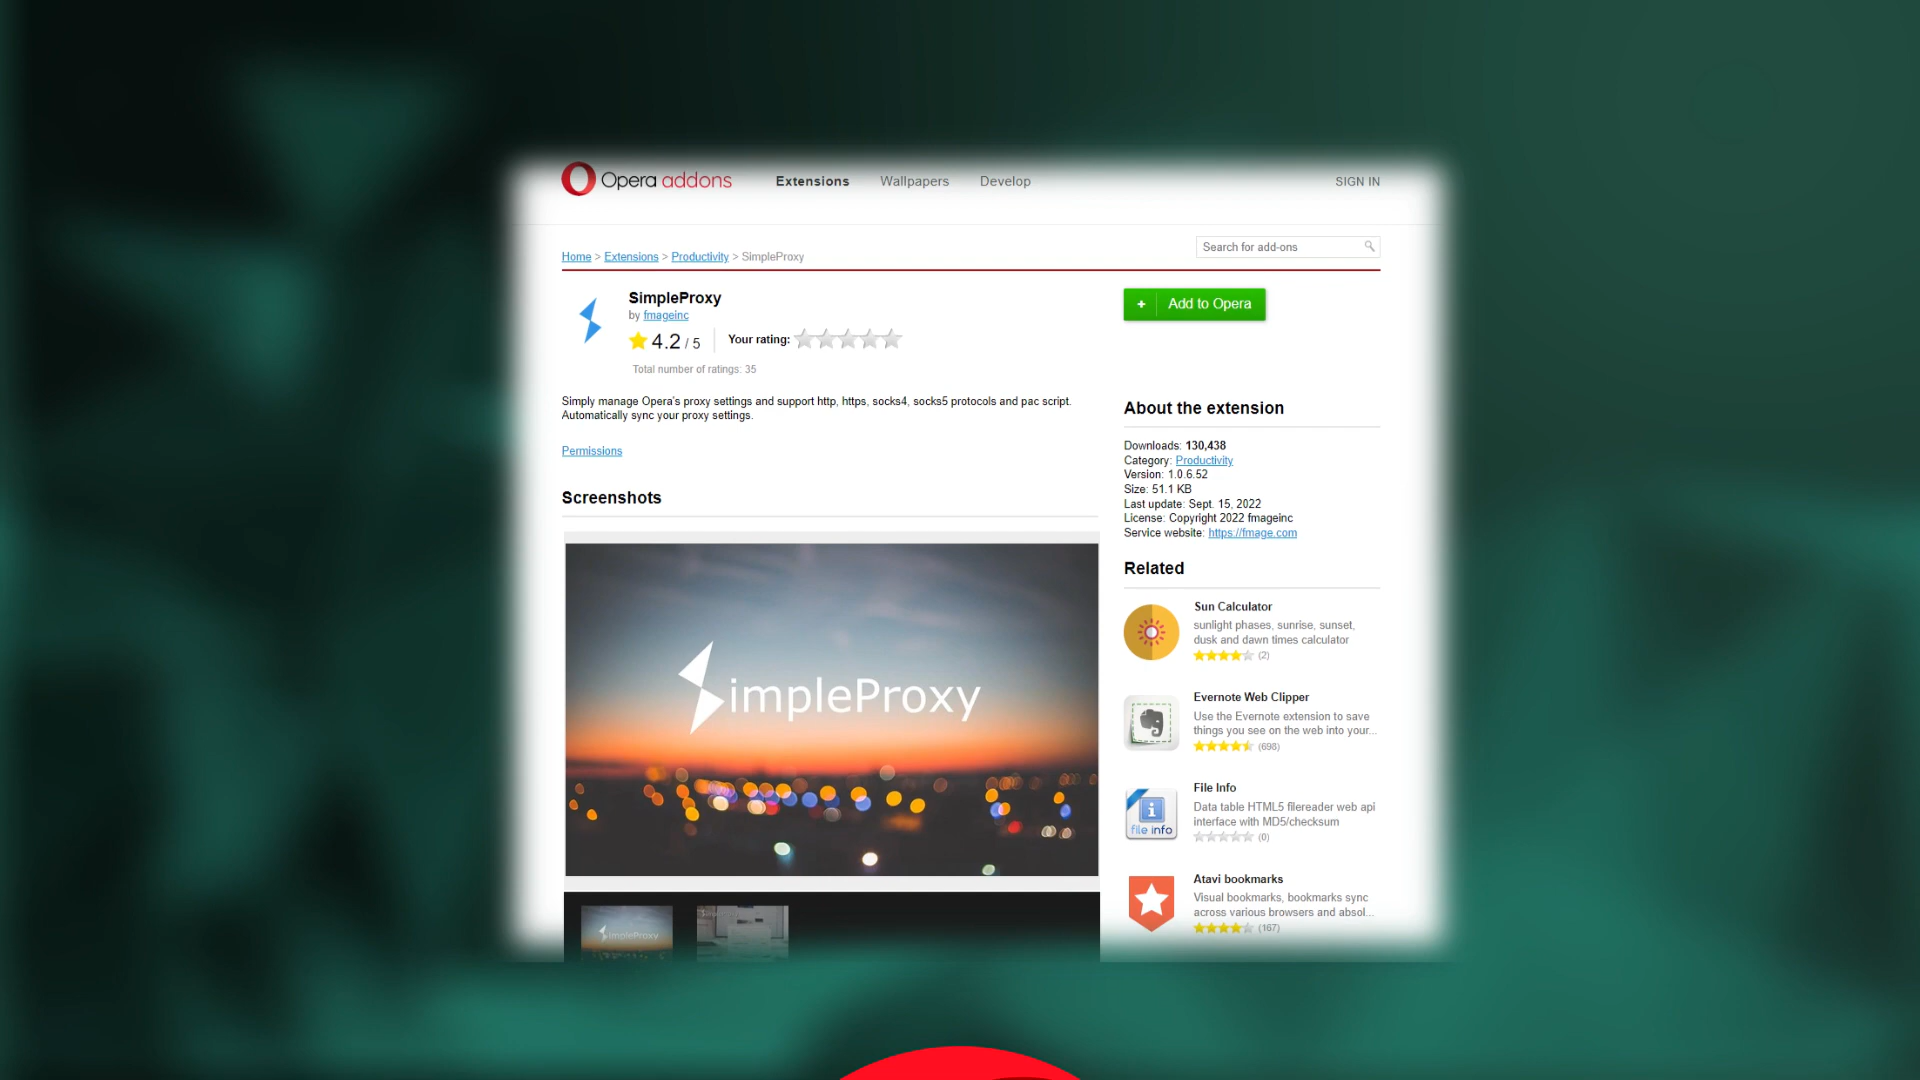 Opera addons Extensions Wallpapers Develop SIGN IN
Search for add-ons
Home > Extensions > Productivity > SimpleProxy
SimpleProxy
by fmageinc
4.2 / 5 Your rating:
Total number of ratings: 35
+ Add to Opera
Simply manage Opera's proxy settings and support http, https, socks4, socks5 protocols and pac script.
Automatically sync your proxy settings.
Permissions
Screenshots
impleProxy
impleProxy
About the extension
Downloads: 130,438
Category: Productivity
Version: 1.0.6.52
Size: 51.1 KB
Last update: Sept. 15, 2022
License: Copyright 2022 fmageinc
Service website: https://fmage.com
Related
Sun Calculator
sunlight phases, sunrise, sunset,
dusk and dawn times calculator
(2)
Evernote Web Clipper
Use the Evernote extension to save
things you see on the web into your...
(698)
file info
File Info
Data table HTML5 filereader web api
interface with MD5/checksum
(0)
Atavi bookmarks
Visual bookmarks, bookmarks sync
across various browsers and absol...
(167)